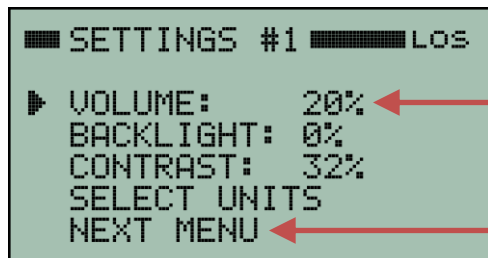 SETTINGS #1 LOS
VOLUME: 20%
BACKLIGHT: 0%
CONTRAST: 32%
SELECT UNITS
NEXT MENU